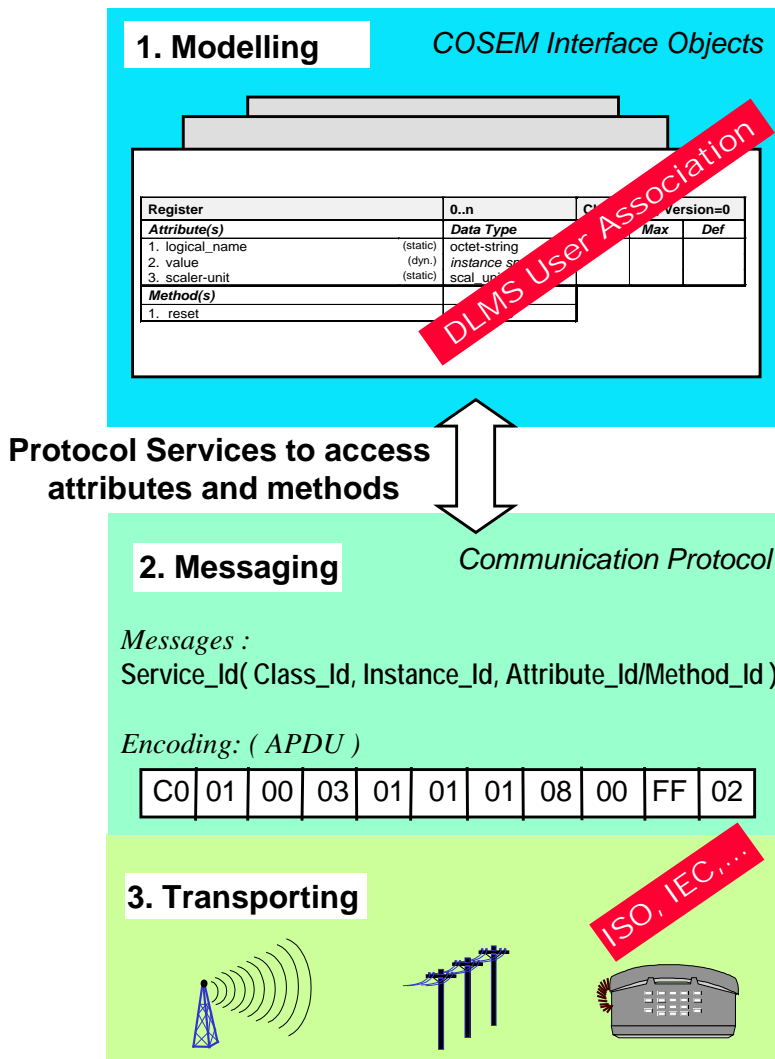 1. Modelling
COSEM Interface Objects
DLMS User Association
Register 0..n Version=0
Attribute(s) Data Type Max Def
1. logical_name (static) octet-string
2. value (dyn.) instance
3. scaler-unit (static)
Method(s)
1. reset
Protocol Services to access
attributes and methods
2. Messaging
Communication Protocol
Messages :
Service_Id( Class_Id, Instance_Id, Attribute_Id/Method_Id )
Encoding: ( APDU )
C0 01 00 03 01 01 01 08 00 FF 02
3. Transporting
ISO, IEC,...